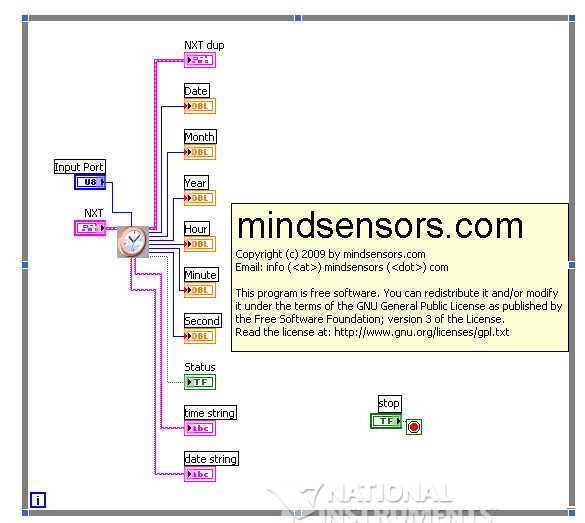 NXT dup
Date
DBL
Month
DBL
Input Port
U8
Year
DBL
NXT
Hour
DBL
Minute
DBL
Second
DBL
Status
TF
time string
abc
date string
abc
mindsensors.com
Copyright (c) 2009 by mindsensors.com
Email: info (<at>) mindsensors (<dot>) com
This program is free software. You can redistribute it and/or modify
it under the terms of the GNU General Public License as published by
the Free Software Foundation; version 3 of the License.
Read the license at: http://www.gnu.org/licenses/gpl.txt
stop
TF
i
NATIONAL
INSTRUMENTS